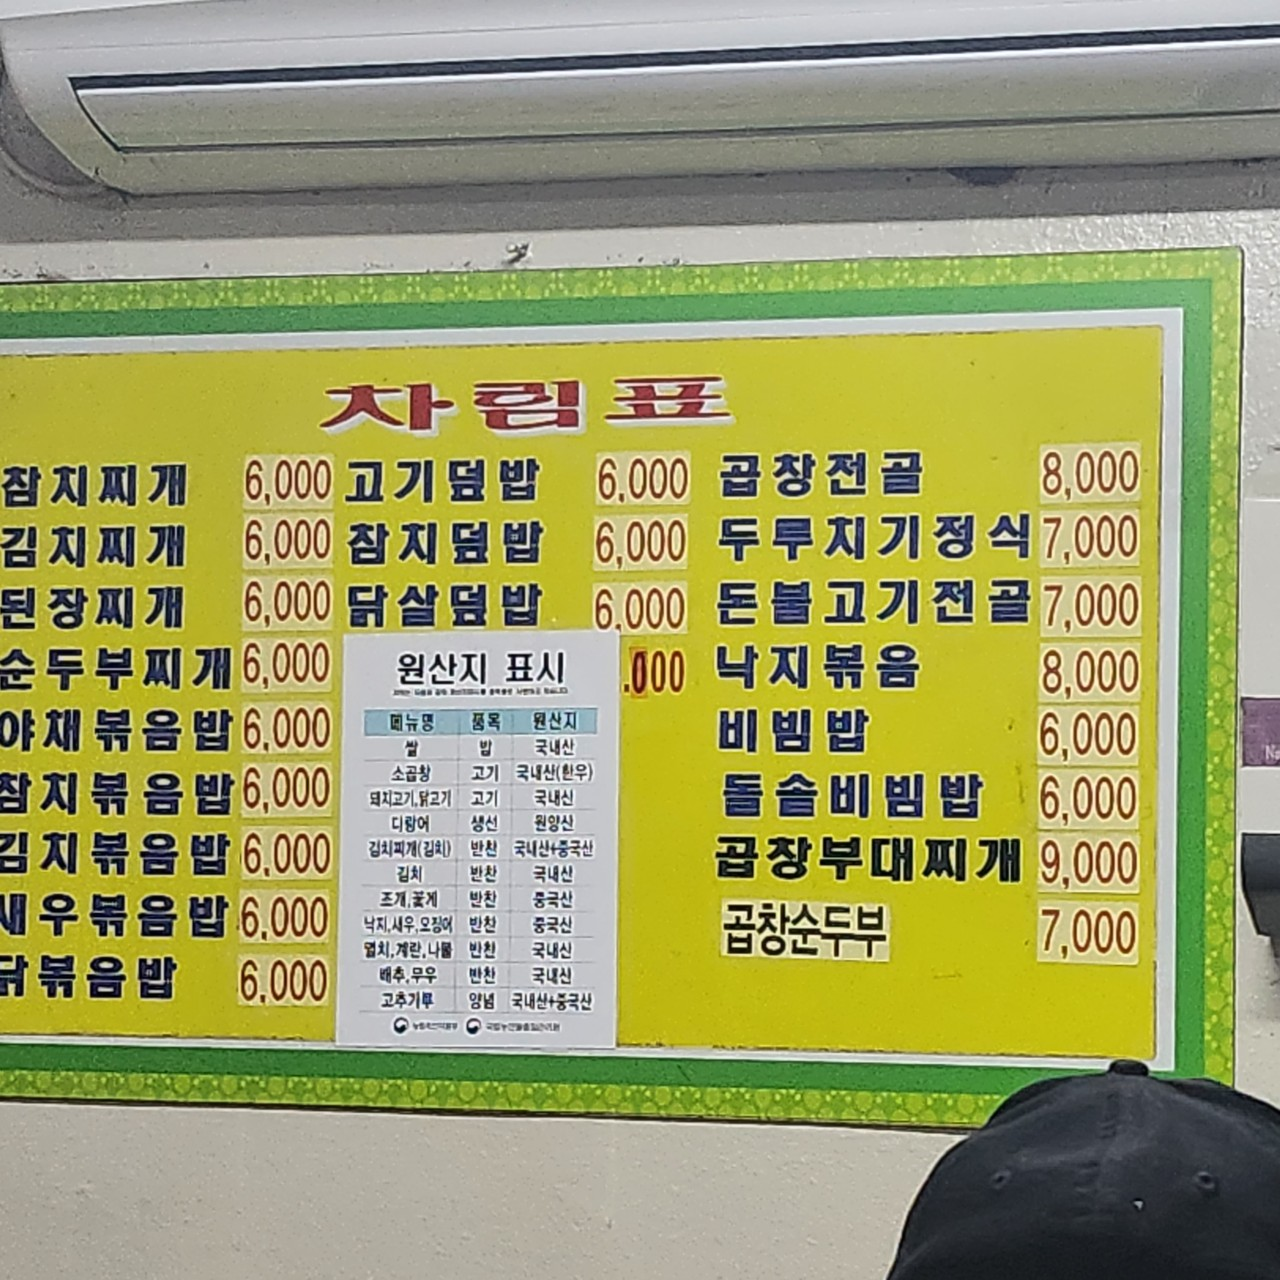 차림표
참치찌개 6,000
김치찌개 6,000
된장찌개 6,000
순두부찌개 6,000
야채볶음밥 6,000
참치볶음밥 6,000
김치볶음밥 6,000
새우볶음밥 6,000
닭볶음밥 6,000
고기덮밥 6,000
참치덮밥 6,000
닭살덮밥 6,000
.000
원산지 표시
메뉴명 품목 원산지
쌀 밥 국내산
소곱창 고기 국내산(한우)
돼지고기,닭고기 고기 국내산
다랑어 생선 원양산
김치찌개(김치) 반찬 국내산+중국산
김치 반찬 국내산
조개,꽃게 반찬 중국산
낙지,새우,오징어 반찬 중국산
멸치,계란,나물 반찬 국내산
배추,무우 반찬 국내산
고추가루 양념 국내산+중국산
곱창전골 8,000
두루치기정식 7,000
돈불고기전골 7,000
낙지볶음 8,000
비빔밥 6,000
돌솥비빔밥 6,000
곱창부대찌개 9,000
곱창순두부 7,000